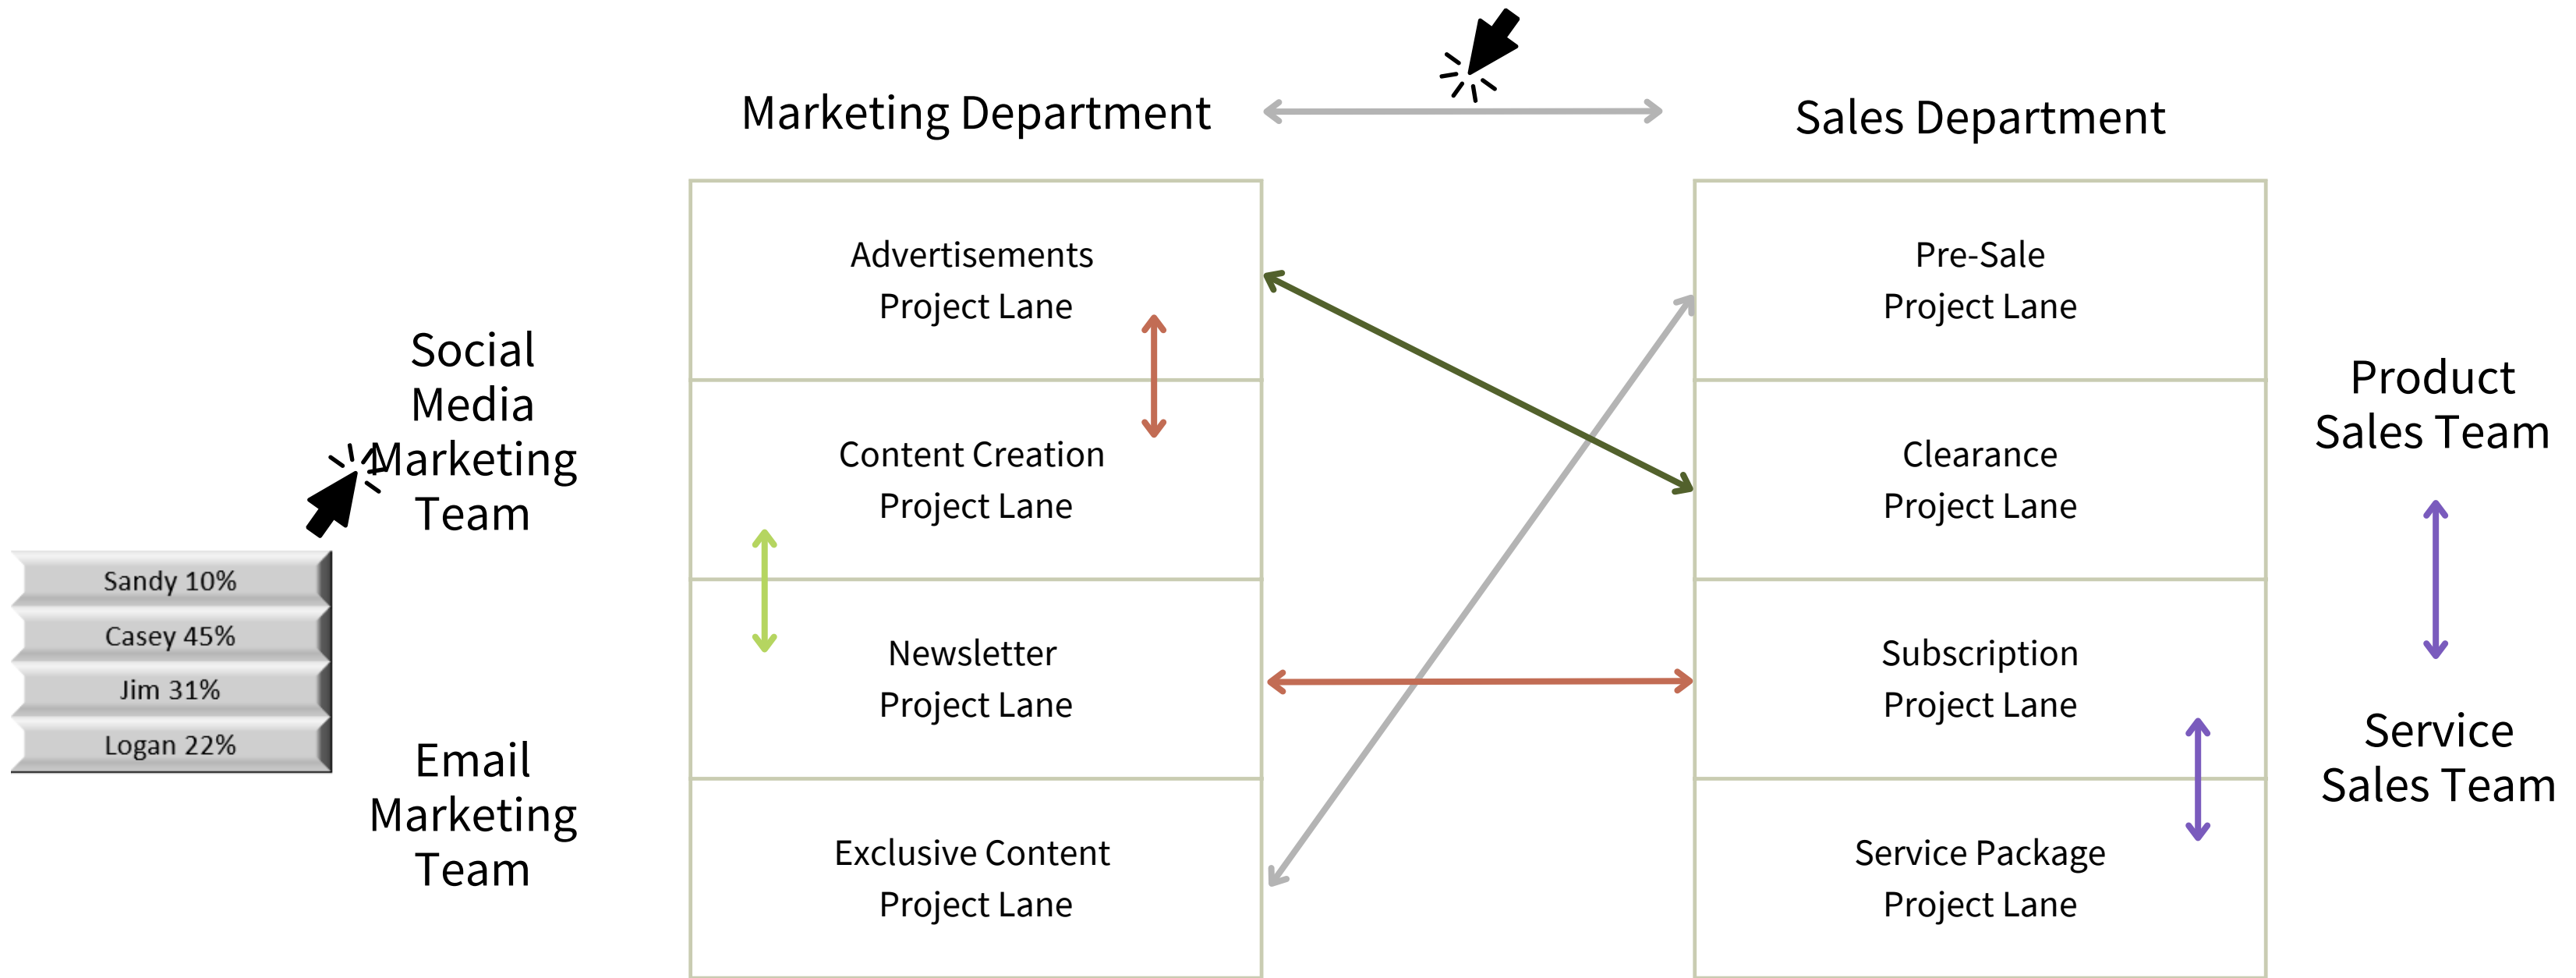 Marketing Department
Sales Department
Advertisements
Project Lane
Pre-Sale
Project Lane
Social
Media
Marketing
Team
Content Creation
Project Lane
Clearance
Project Lane
Product
Sales Team
Sandy 10%
Casey 45%
Jim 31%
Logan 22%
Newsletter
Project Lane
Subscription
Project Lane
Email
Marketing
Team
Service
Sales Team
Exclusive Content
Project Lane
Service Package
Project Lane